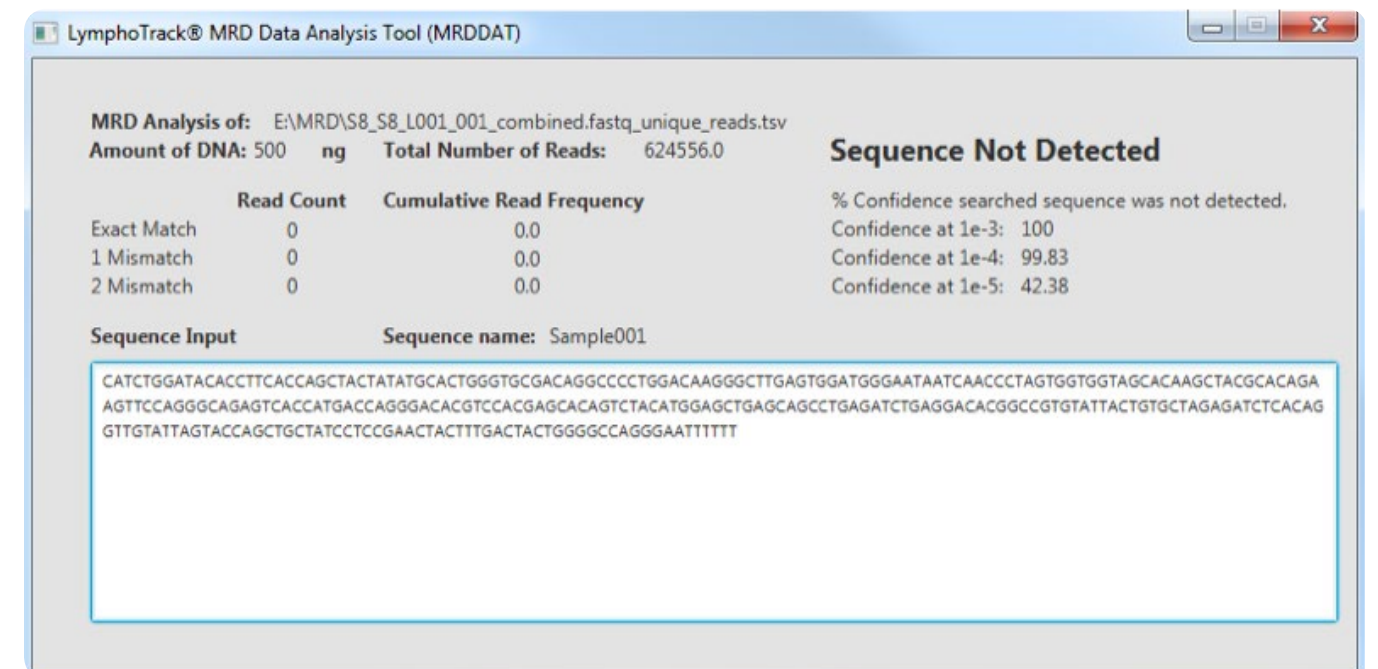 LymphoTrack® MRD Data Analysis Tool (MRDDAT)
MRD Analysis of: E:\MRD\S8_S8_L001_001_combined.fastq_unique_reads.tsv
Amount of DNA: 500 ng Total Number of Reads: 624556.0
Sequence Not Detected
Read Count Cumulative Read Frequency
Exact Match 0 0.0
1 Mismatch 0 0.0
2 Mismatch 0 0.0
% Confidence searched sequence was not detected.
Confidence at 1e-3: 100
Confidence at 1e-4: 99.83
Confidence at 1e-5: 42.38
Sequence Input Sequence name: Sample001
CATCTGGATACACCTTCACCAGCTACTATATGCACTGGGTGCGACAGGCCCCTGGACAAGGGCTTGAGTGGATGGGAATAATCAACCCTAGTGGTGGTAGCACAAGCTACGCACAGA
AGTTCCAGGGCAGAGTCACCATGACCAGGGACACGTCCACGAGCACAGTCTACATGGAGCTGAGCAGCCTGAGATCTGAGGACACGGCCGTGTATTACTGTGCTAGAGATCTCACAG
GTTGTATTAGTACCAGCTGCTATCCTCCGAACTACTTTGACTACTGGGGCCAGGGAATTTTTT